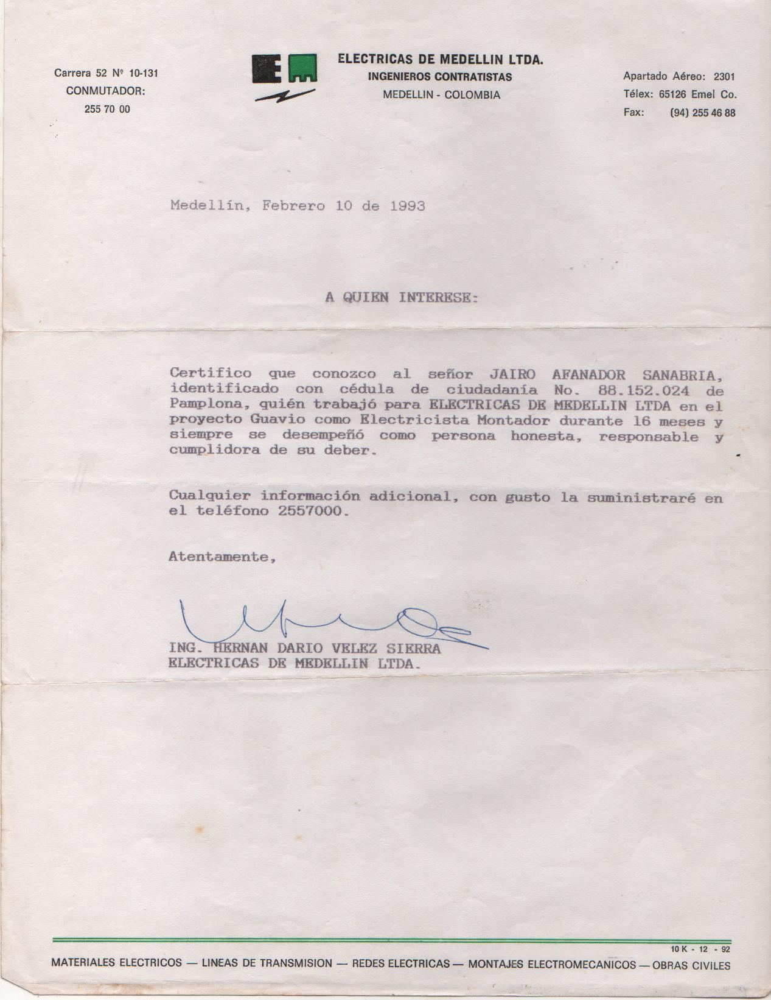 Carrera 52 Nº 10-131
CONMUTADOR:
255 70 00
ELECTRICAS DE MEDELLIN LTDA.
INGENIEROS CONTRATISTAS
MEDELLIN - COLOMBIA
Apartado Aéreo: 2301
Télex: 65126 Emel Co.
Fax: (94) 255 46 88
Medellín, Febrero 10 de 1993
A QUIEN INTERESE:
Certifico que conozco al señor JAIRO AFANADOR SANABRIA,
identificado con cédula de ciudadanía No. 88.152.024 de
Pamplona, quién trabajó para ELECTRICAS DE MEDELLIN LTDA en el
proyecto Guavio como Electricista Montador durante 16 meses y
siempre se desempeñó como persona honesta, responsable y
cumplidora de su deber.
Cualquier información adicional, con gusto la suministraré en
el teléfono 2557000.
Atentamente,
ING. HERNAN DARIO VELEZ SIERRA
ELECTRICAS DE MEDELLIN LTDA.
10 K - 12 - 92
MATERIALES ELECTRICOS — LINEAS DE TRANSMISION — REDES ELECTRICAS — MONTAJES ELECTROMECANICOS — OBRAS CIVILES